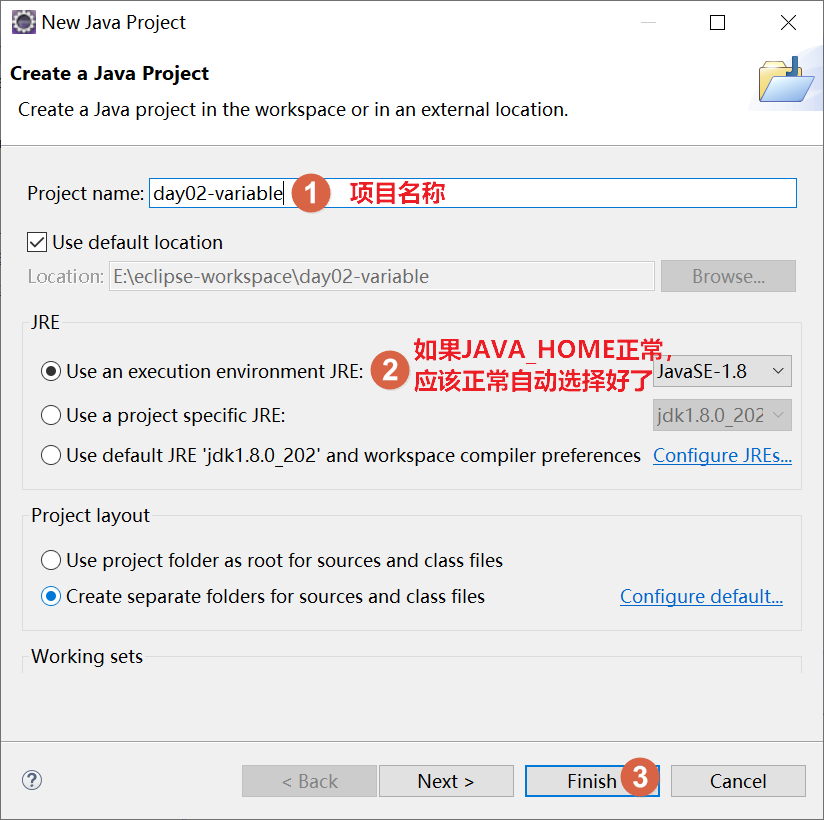 New Java Project
Create a Java Project
Create a Java project in the workspace or in an external location.
Project name: day02-variable 1 项目名称
Use default location
Location: E:\eclipse-workspace\day02-variable Browse...
JRE
如果JAVA_HOME正常,
Use an execution environment JRE: 2 应该正常自动选择好了 JavaSE-1.8
Use a project specific JRE: jdk1.8.0_202
Use default JRE 'jdk1.8.0_202' and workspace compiler preferences Configure JREs...
Project layout
Use project folder as root for sources and class files
Create separate folders for sources and class files Configure default...
Working sets
? < Back Next > Finish 3 Cancel